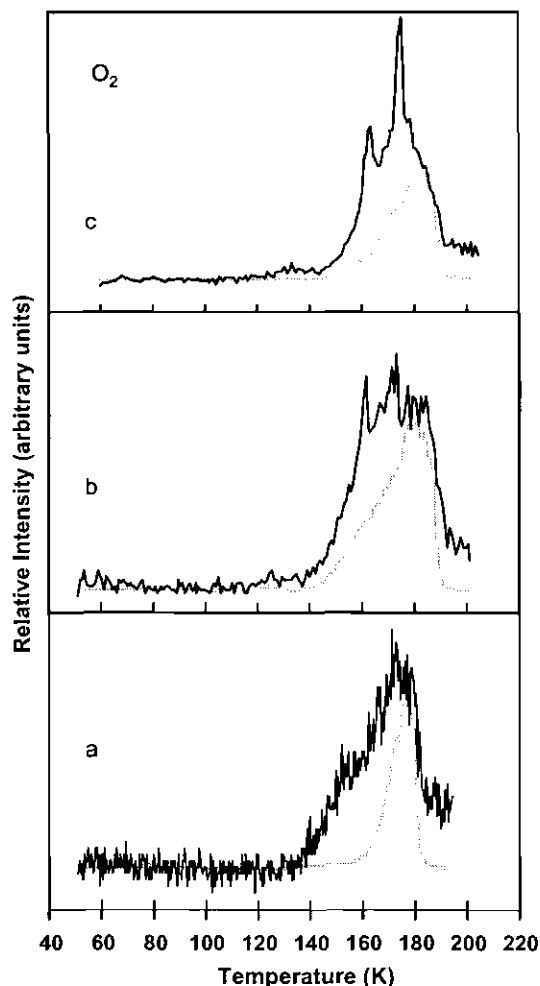 O2
c
b
a
Relative Intensity (arbitrary units)
40 60 80 100 120 140 160 180 200 220
Temperature (K)